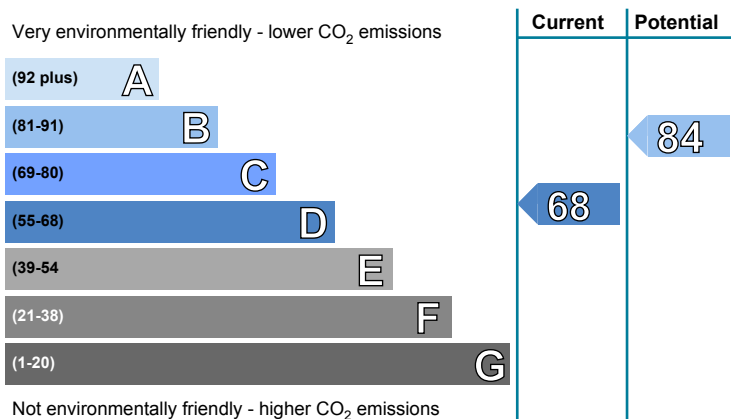 Very environmentally friendly - lower CO2 emissions
Current
Potential
(92 plus) A
(81-91) B
84
(69-80) C
(55-68) D
68
(39-54 E
(21-38) F
(1-20) G
Not environmentally friendly - higher CO2 emissions